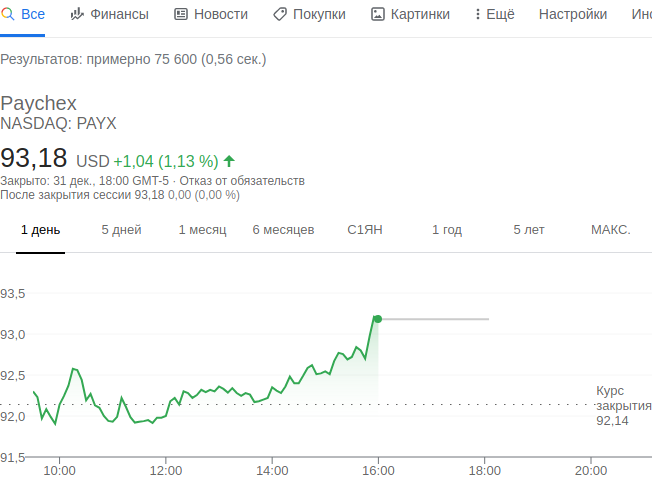 Все Финансы Новости Покупки Картинки Ещё Настройки
Результатов: примерно 75 600 (0,56 сек.)
Paychex
NASDAQ: PAYX
93,18 USD +1,04 (1,13 %)
Закрыто: 31 дек., 18:00 GMT-5 · Отказ от обязательств
После закрытия сессии 93,18 0,00 (0,00 %)
1 день 5 дней 1 месяц 6 месяцев С1ЯН 1 год 5 лет МАКС.
93,5
93,0
92,5
92,0
91,5
Курс
закрытия
92,14
10:00 12:00 14:00 16:00 18:00 20:00